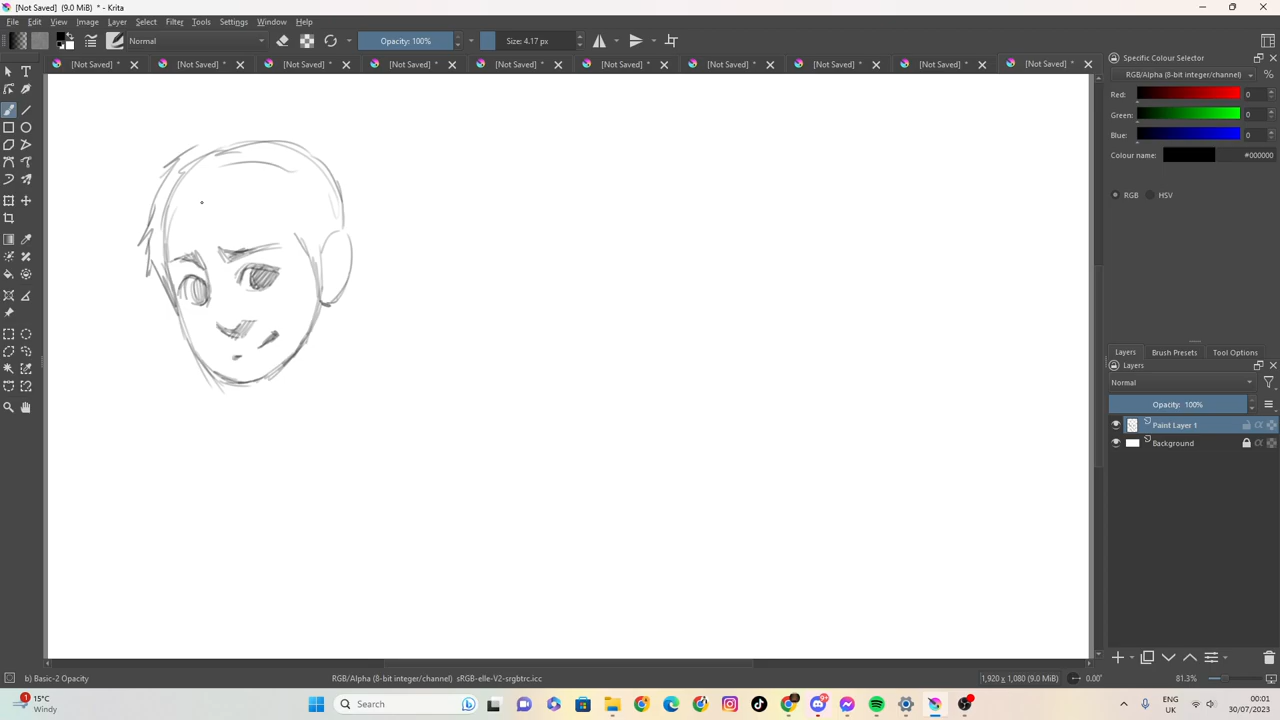 [Not Saved] (9.0 MiB) * - Krita
File Edit View Image Layer Select Filter Tools Settings Window Help
Normal Opacity: 100% Size: 4.17 px
[Not Saved] * [Not Saved] * [Not Saved] * [Not Saved] * [Not Saved] * [Not Saved] * [Not Saved] * [Not Saved] * [Not Saved] * [Not Saved] *
Specific Colour Selector
RGB/Alpha (8-bit integer/channel) %
Red: 0
Green: 0
Blue: 0
Colour name: #000000
RGB HSV
Layers Brush Presets Tool Options
Layers
Normal
Opacity: 100%
Paint Layer 1
Background
b) Basic-2 Opacity RGB/Alpha (8-bit integer/channel) sRGB-elle-V2-srgbtrc.icc 1,920 x 1,080 (9.0 MiB) 0.00° 81.3%
1 15°C
Windy
Search
9+
ENG
UK
00:01
30/07/2023